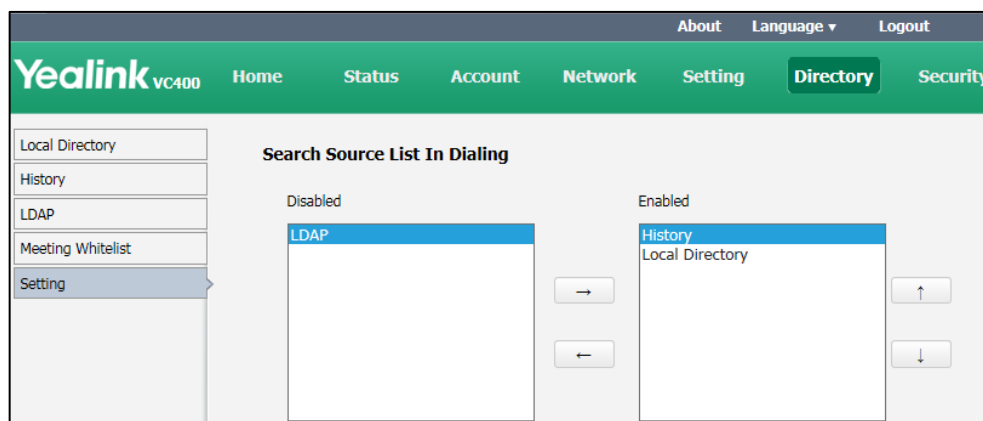 About Language ▾ Logout
Yealink VC400 Home Status Account Network Setting Directory Security
Local Directory
History
LDAP
Meeting Whitelist
Setting
Search Source List In Dialing
Disabled
LDAP
→
←
Enabled
History
Local Directory
↑
↓